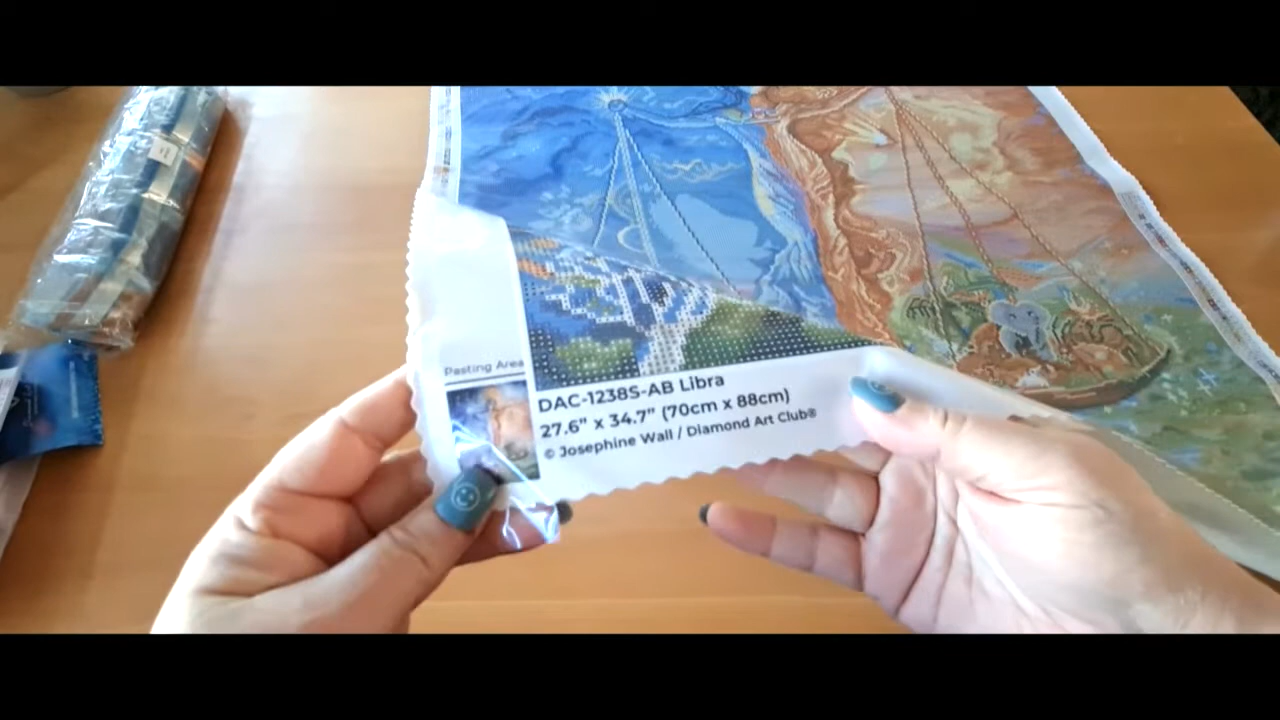 Pasting Area
DAC-1238S-AB Libra
27.6” x 34.7” (70cm x 88cm)
© Josephine Wall / Diamond Art Club®